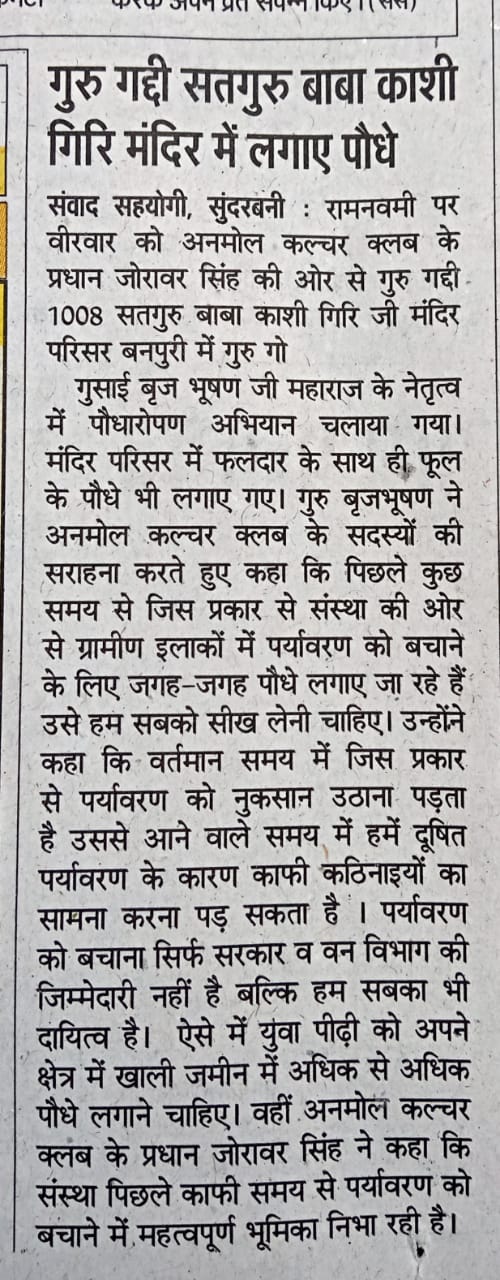 करके अपने व्रत संपन्न किए। (संस)
गुरु गद्दी सतगुरु बाबा काशी
गिरि मंदिर में लगाए पौधे
संवाद सहयोगी, सुंदरबनी : रामनवमी पर
वीरवार को अनमोल कल्चर क्लब के
प्रधान जोरावर सिंह की ओर से गुरु गद्दी
1008 सतगुरु बाबा काशी गिरि जी मंदिर
परिसर बनपुरी में गुरु गो
गुसाई बृज भूषण जी महाराज के नेतृत्व
में पौधारोपण अभियान चलाया गया।
मंदिर परिसर में फलदार के साथ ही फूल
के पौधे भी लगाए गए। गुरु बृजभूषण ने
अनमोल कल्चर क्लब के सदस्यों की
सराहना करते हुए कहा कि पिछले कुछ
समय से जिस प्रकार से संस्था की ओर
से ग्रामीण इलाकों में पर्यावरण को बचाने
के लिए जगह-जगह पौधे लगाए जा रहे हैं
उसे हम सबको सीख लेनी चाहिए। उन्होंने
कहा कि वर्तमान समय में जिस प्रकार
से पर्यावरण को नुकसान उठाना पड़ता
है उससे आने वाले समय में हमें दूषित
पर्यावरण के कारण काफी कठिनाइयों का
सामना करना पड़ सकता है । पर्यावरण
को बचाना सिर्फ सरकार व वन विभाग की
जिम्मेदारी नहीं है बल्कि हम सबका भी
दायित्व है। ऐसे में युवा पीढ़ी को अपने
क्षेत्र में खाली जमीन में अधिक से अधिक
पौधे लगाने चाहिए। वहीं अनमोल कल्चर
क्लब के प्रधान जोरावर सिंह ने कहा कि
संस्था पिछले काफी समय से पर्यावरण को
बचाने में महत्वपूर्ण भूमिका निभा रही है।